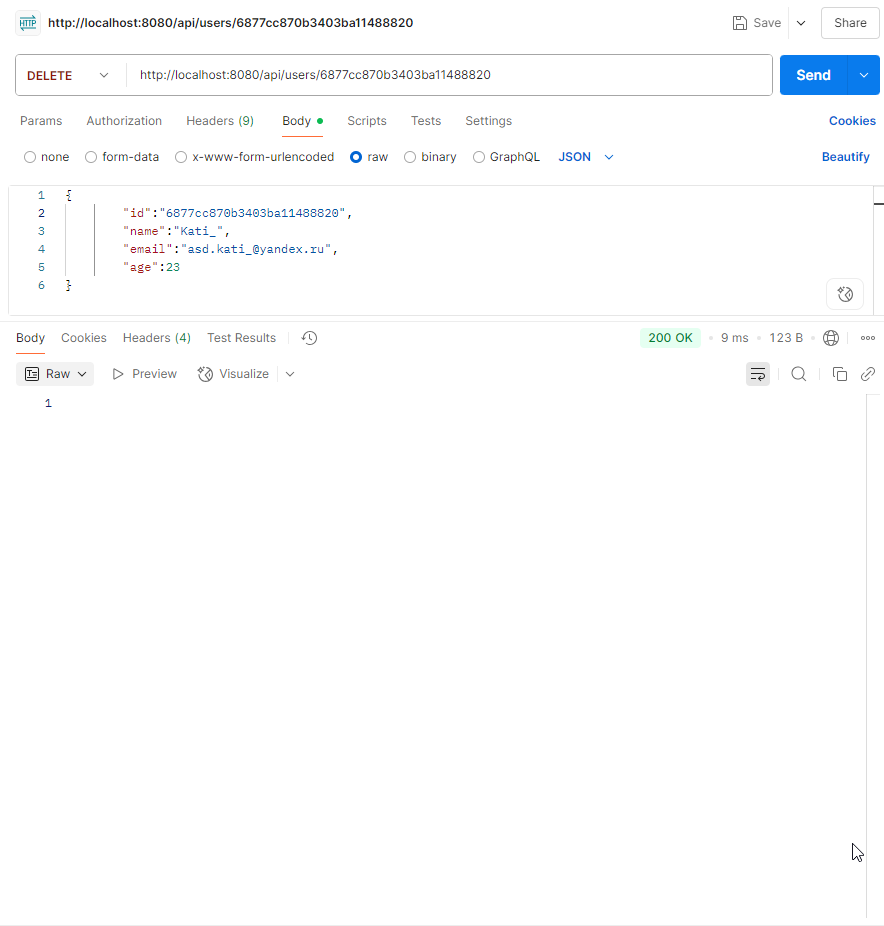 HTTP http://localhost:8080/api/users/6877cc870b3403ba11488820 Save Share
DELETE http://localhost:8080/api/users/6877cc870b3403ba11488820 Send
Params Authorization Headers (9) Body Scripts Tests Settings Cookies
none form-data x-www-form-urlencoded raw binary GraphQL JSON Beautify
1 {
2 "id":"6877cc870b3403ba11488820",
3 "name":"Kati_",
4 "email":"asd.kati_@yandex.ru",
5 "age":23
6 }
Body Cookies Headers (4) Test Results 200 OK • 9 ms • 123 B •
Raw Preview Visualize
1